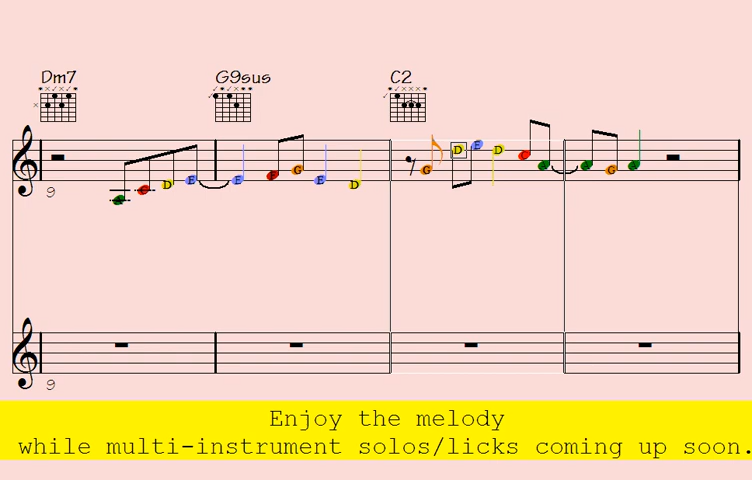 Dm7 G9sus C2
9
A C D E E F G E D G D E D C A A G A
9
Enjoy the melody
while multi-instrument solos/licks coming up soon.